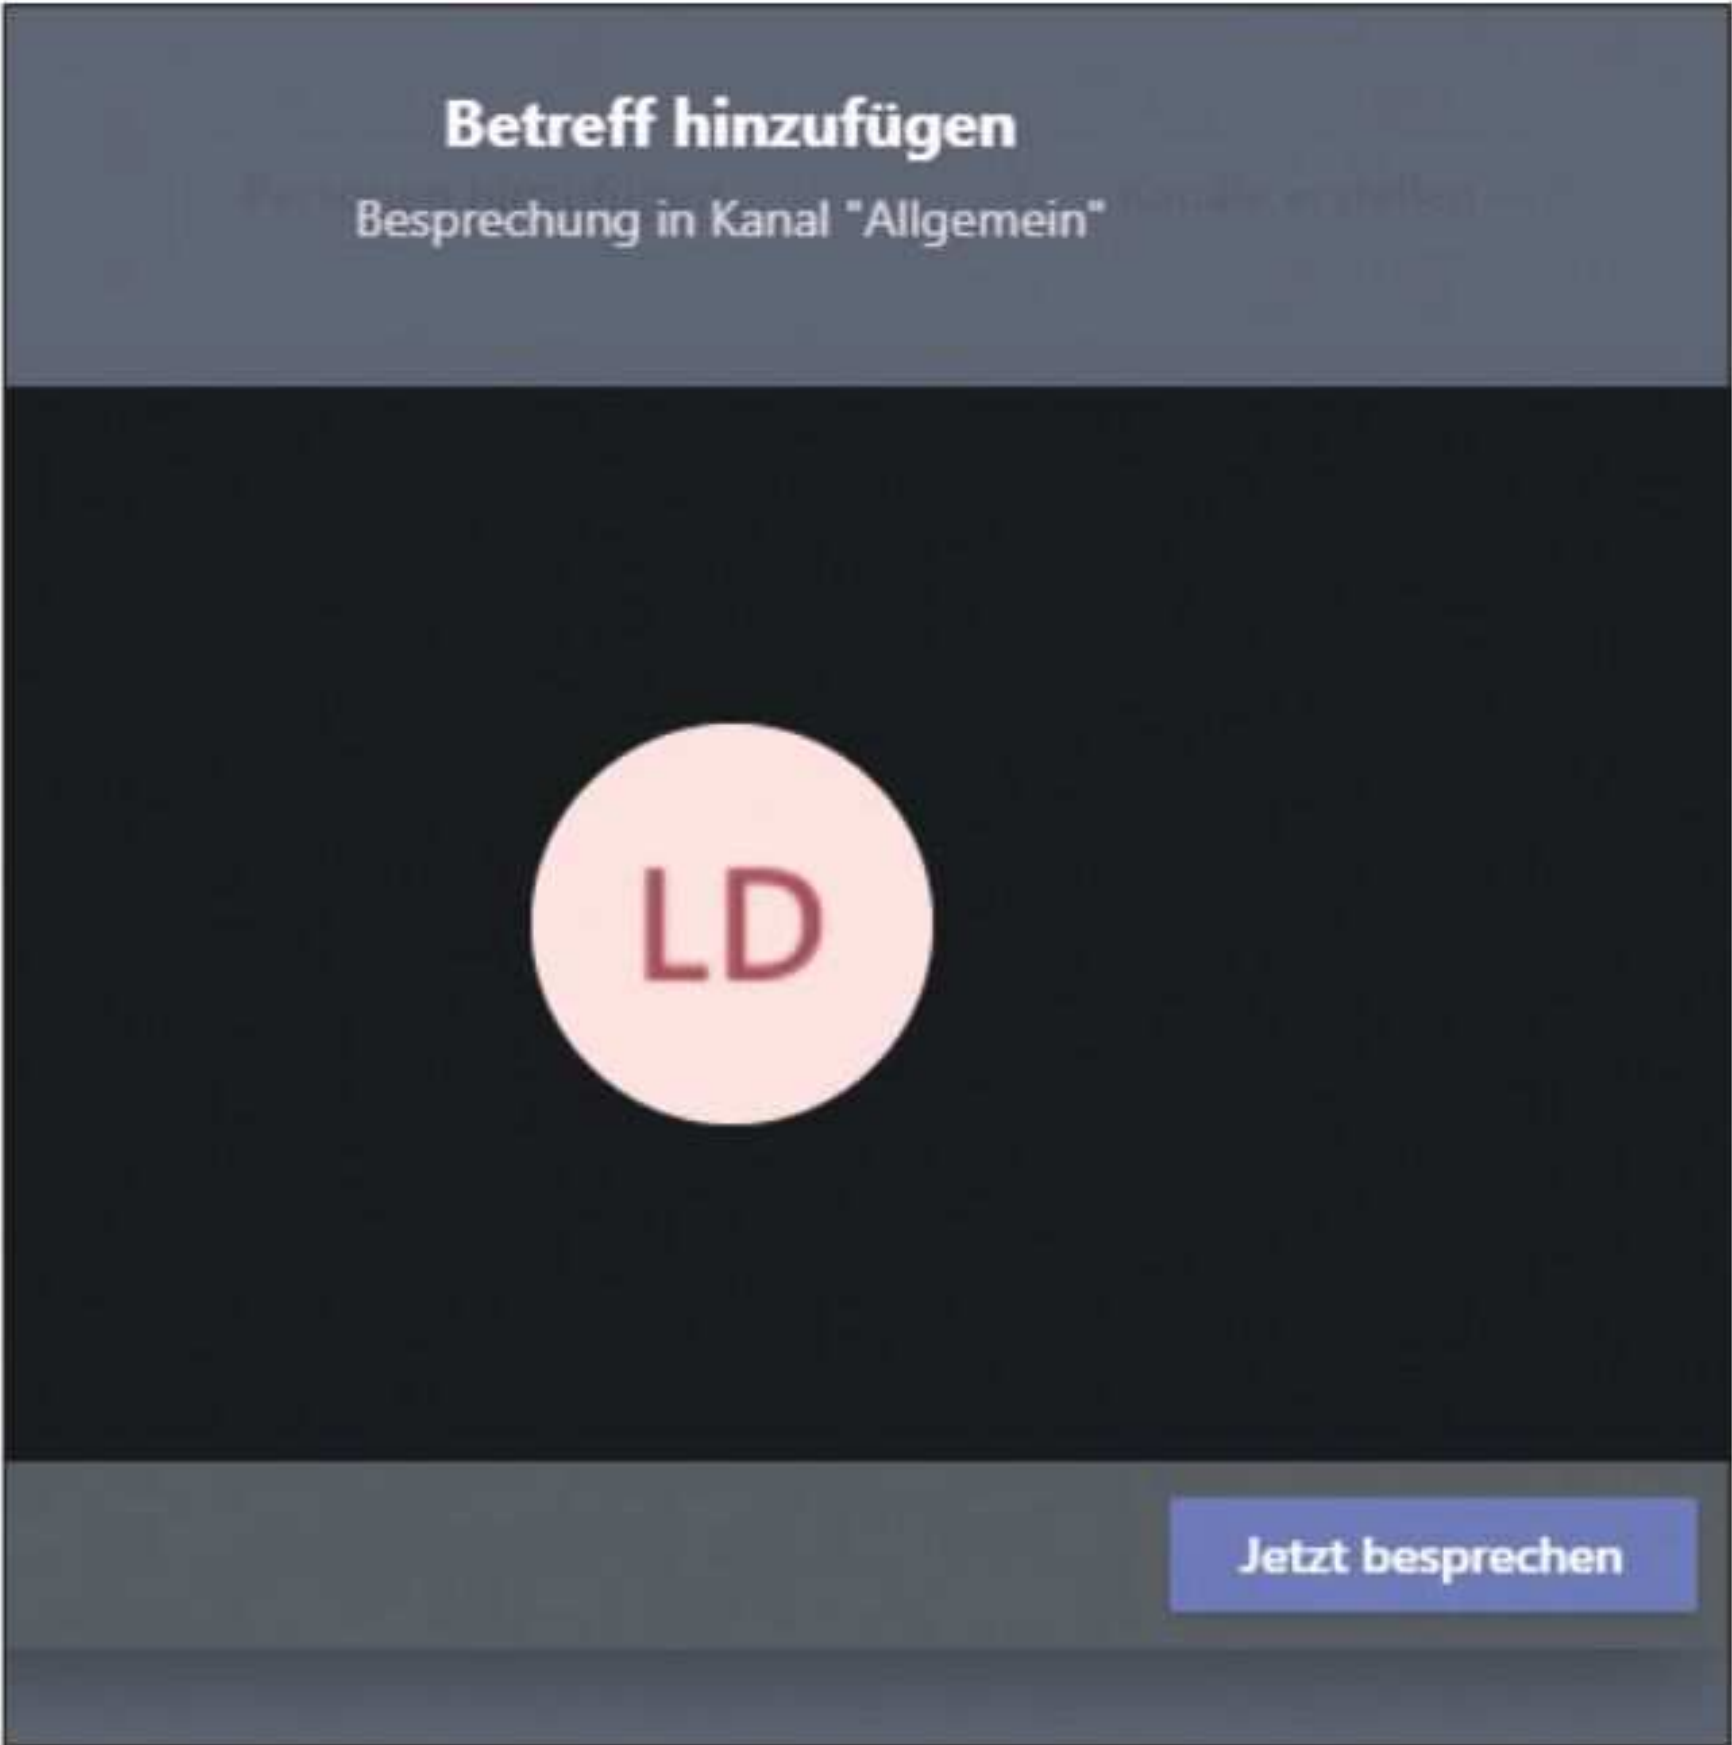 Betreff hinzufügen
Besprechung in Kanal "Allgemein"
LD
Jetzt besprechen